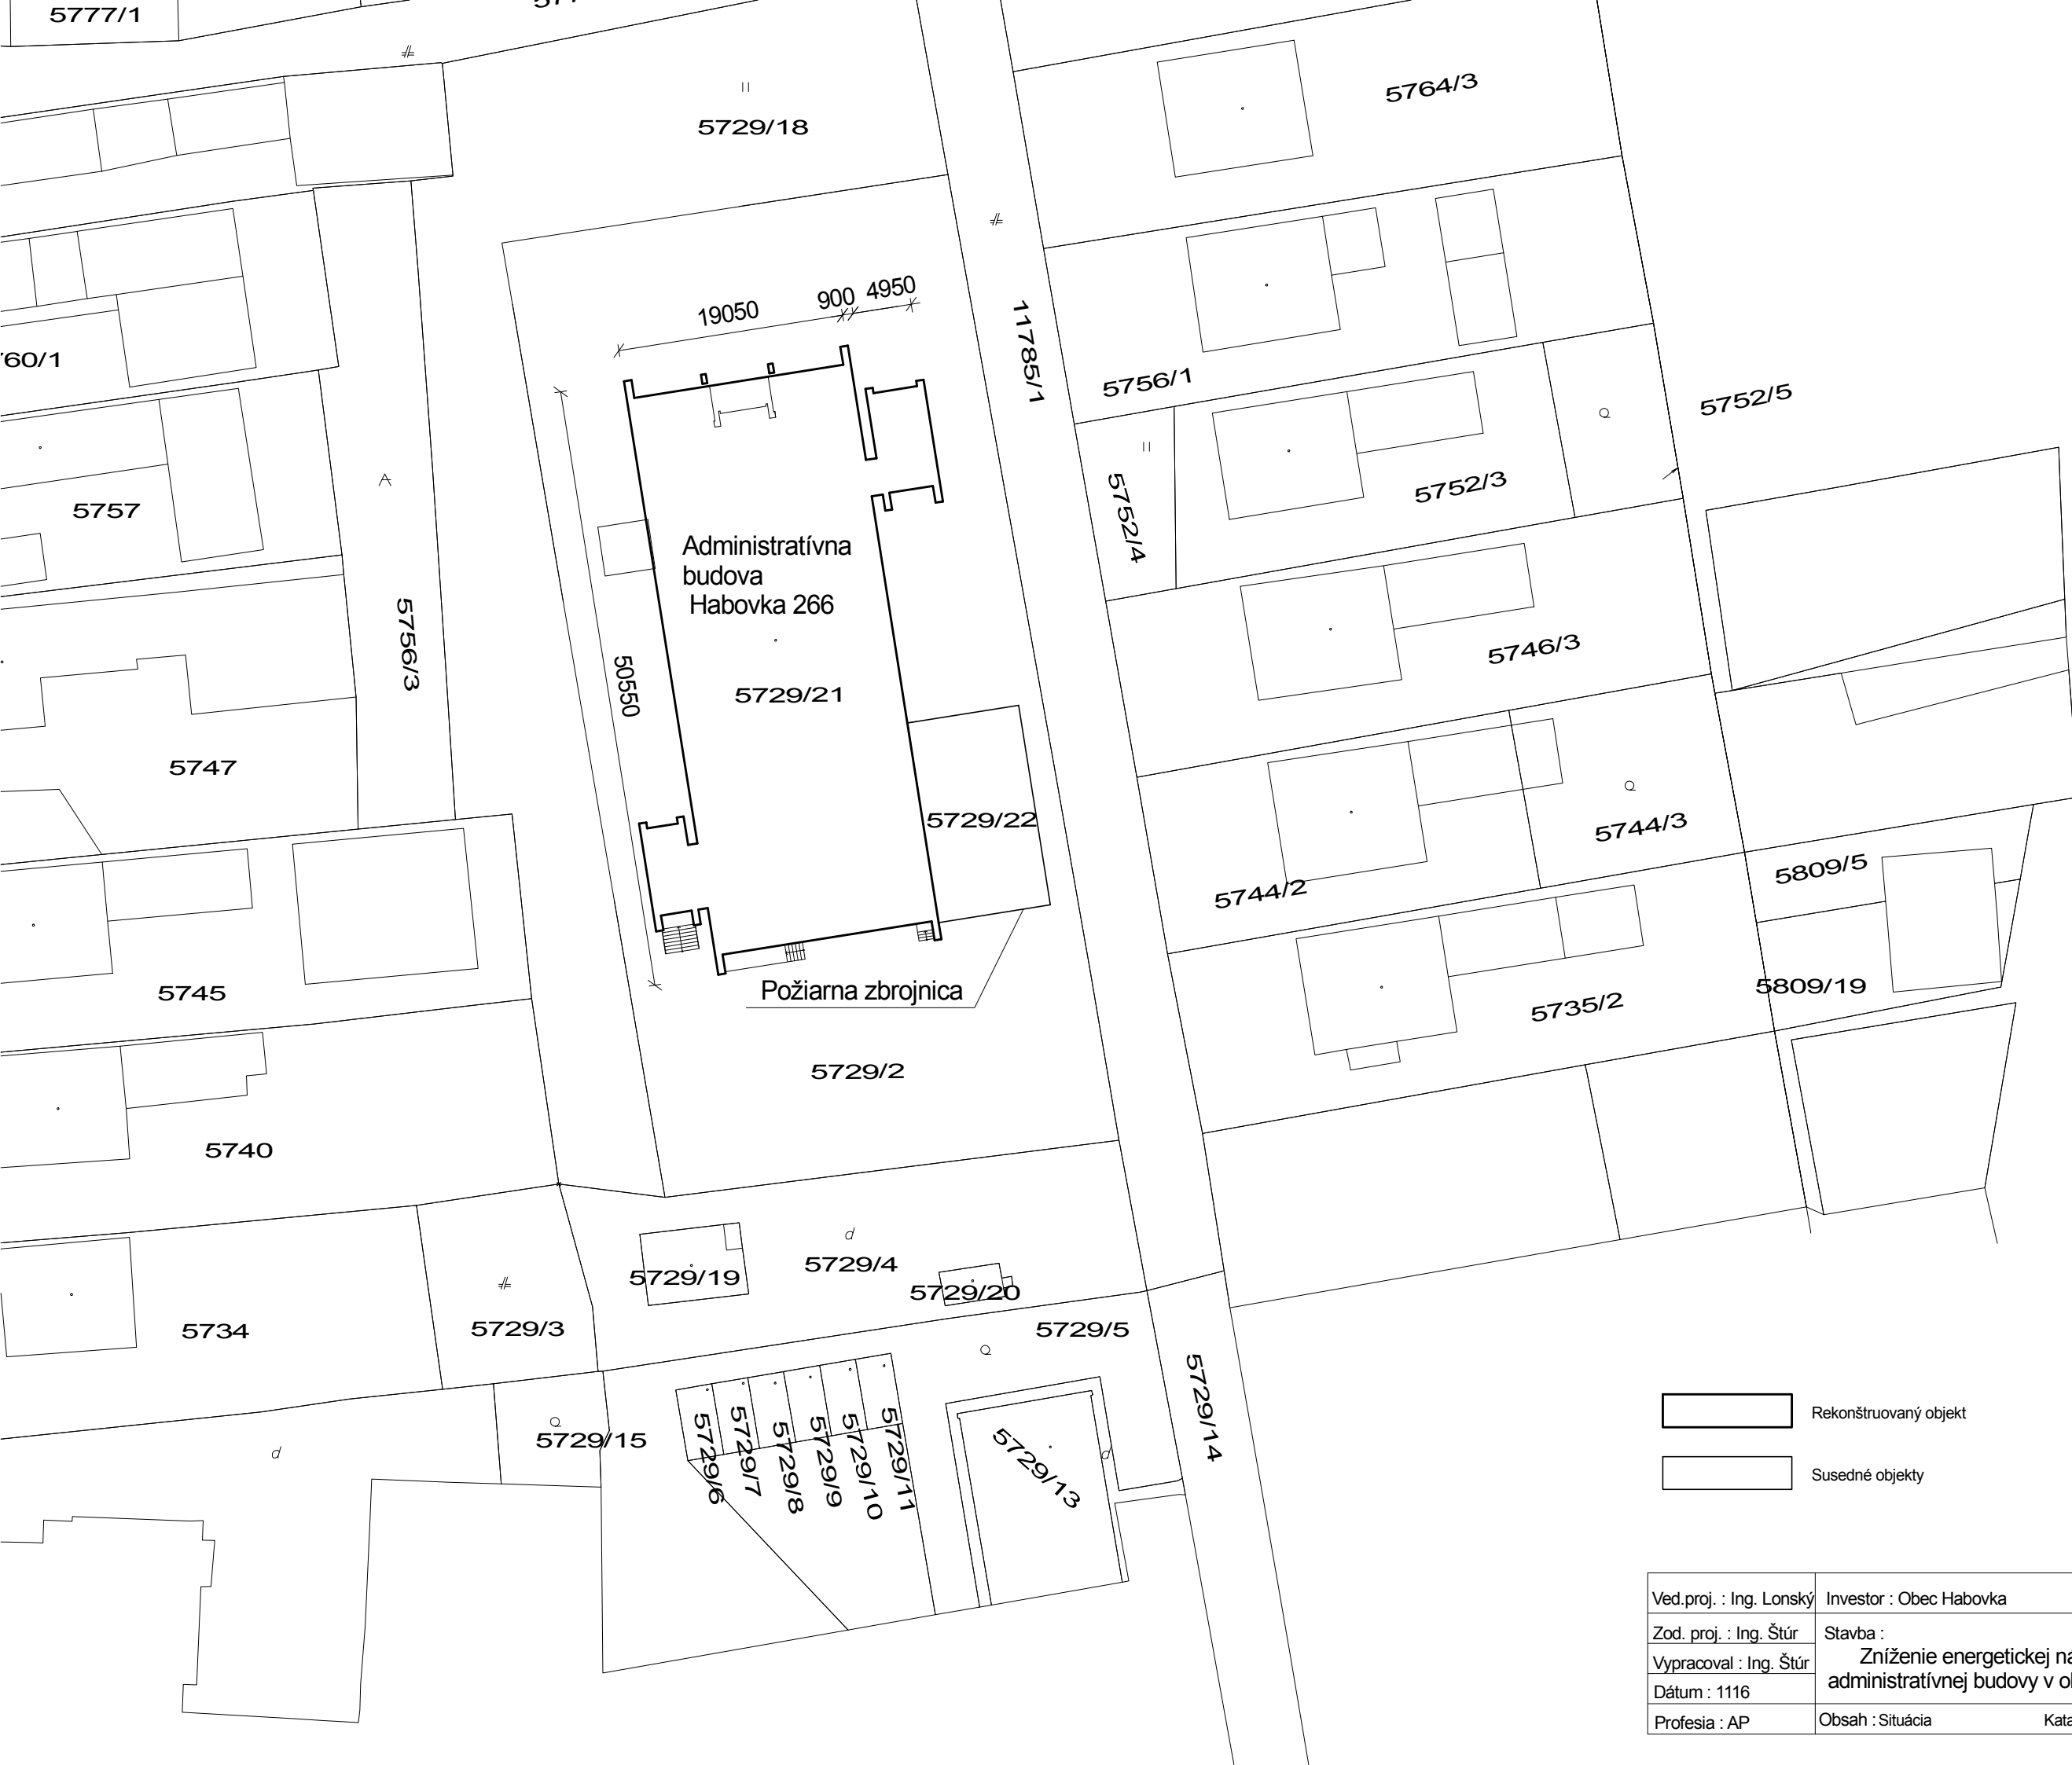 5777/1
5729/18
5764/3
19050
900
4950
11785/1
5756/1
5752/5
5757
5752/4
5752/3
Administratívna
budova
Habovka 266
5756/3
50550
5729/21
5746/3
5747
5729/22
5744/3
5744/2
5809/5
5745
Požiarna zbrojnica
5735/2
5809/19
5729/2
5740
5729/19
5729/4
5729/20
5734
5729/3
5729/5
5729/15
5729/6
5729/7
5729/8
5729/9
5729/10
5729/11
5729/13
5729/14
Rekonštruovaný objekt
Susedné objekty
Ved.proj. : Ing. Lonský
Investor : Obec Habovka
Zod. proj. : Ing. Štúr
Stavba :
Vypracoval : Ing. Štúr
Zníženie energetickej
administratívnej budovy v
Dátum : 1116
Profesia : AP
Obsah : Situácia